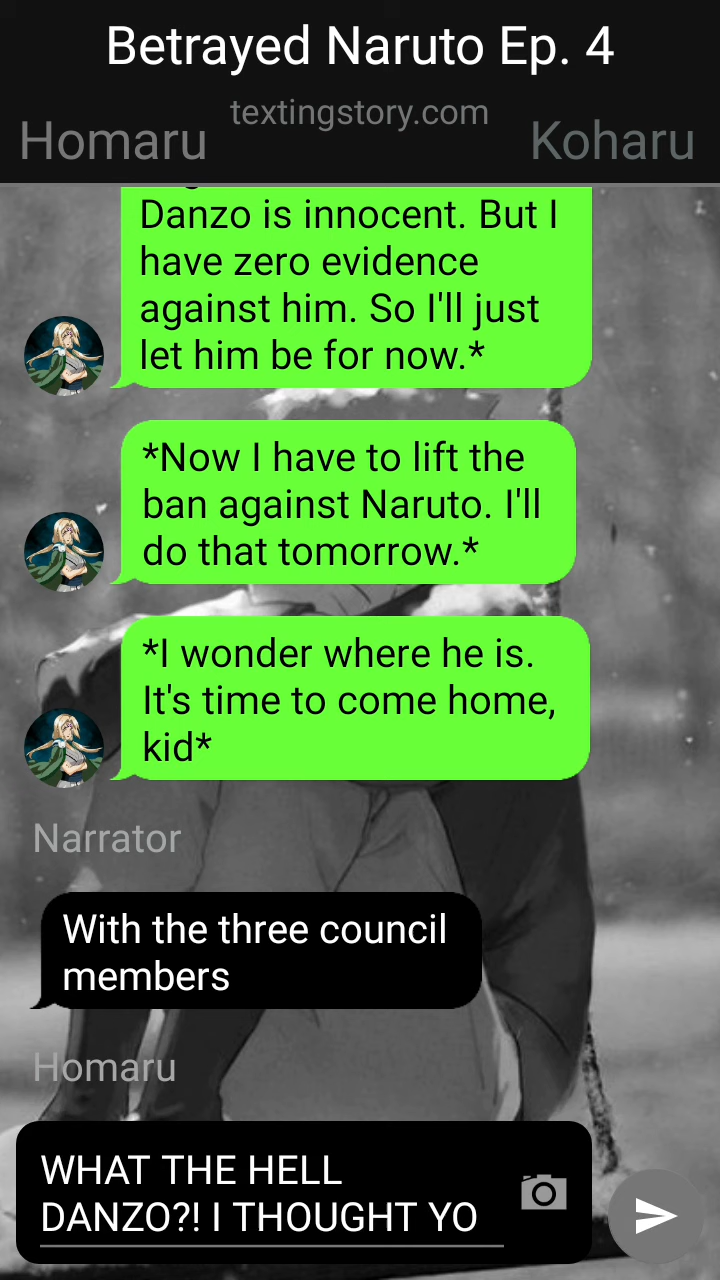 Betrayed Naruto Ep. 4
textingstory.com
Homaru
Koharu
Danzo is innocent. But I
have zero evidence
against him. So I'll just
let him be for now.*
*Now I have to lift the
ban against Naruto. I'll
do that tomorrow.*
*I wonder where he is.
It's time to come home,
kid*
Narrator
With the three council
members
Homaru
WHAT THE HELL
DANZO?! I THOUGHT YO